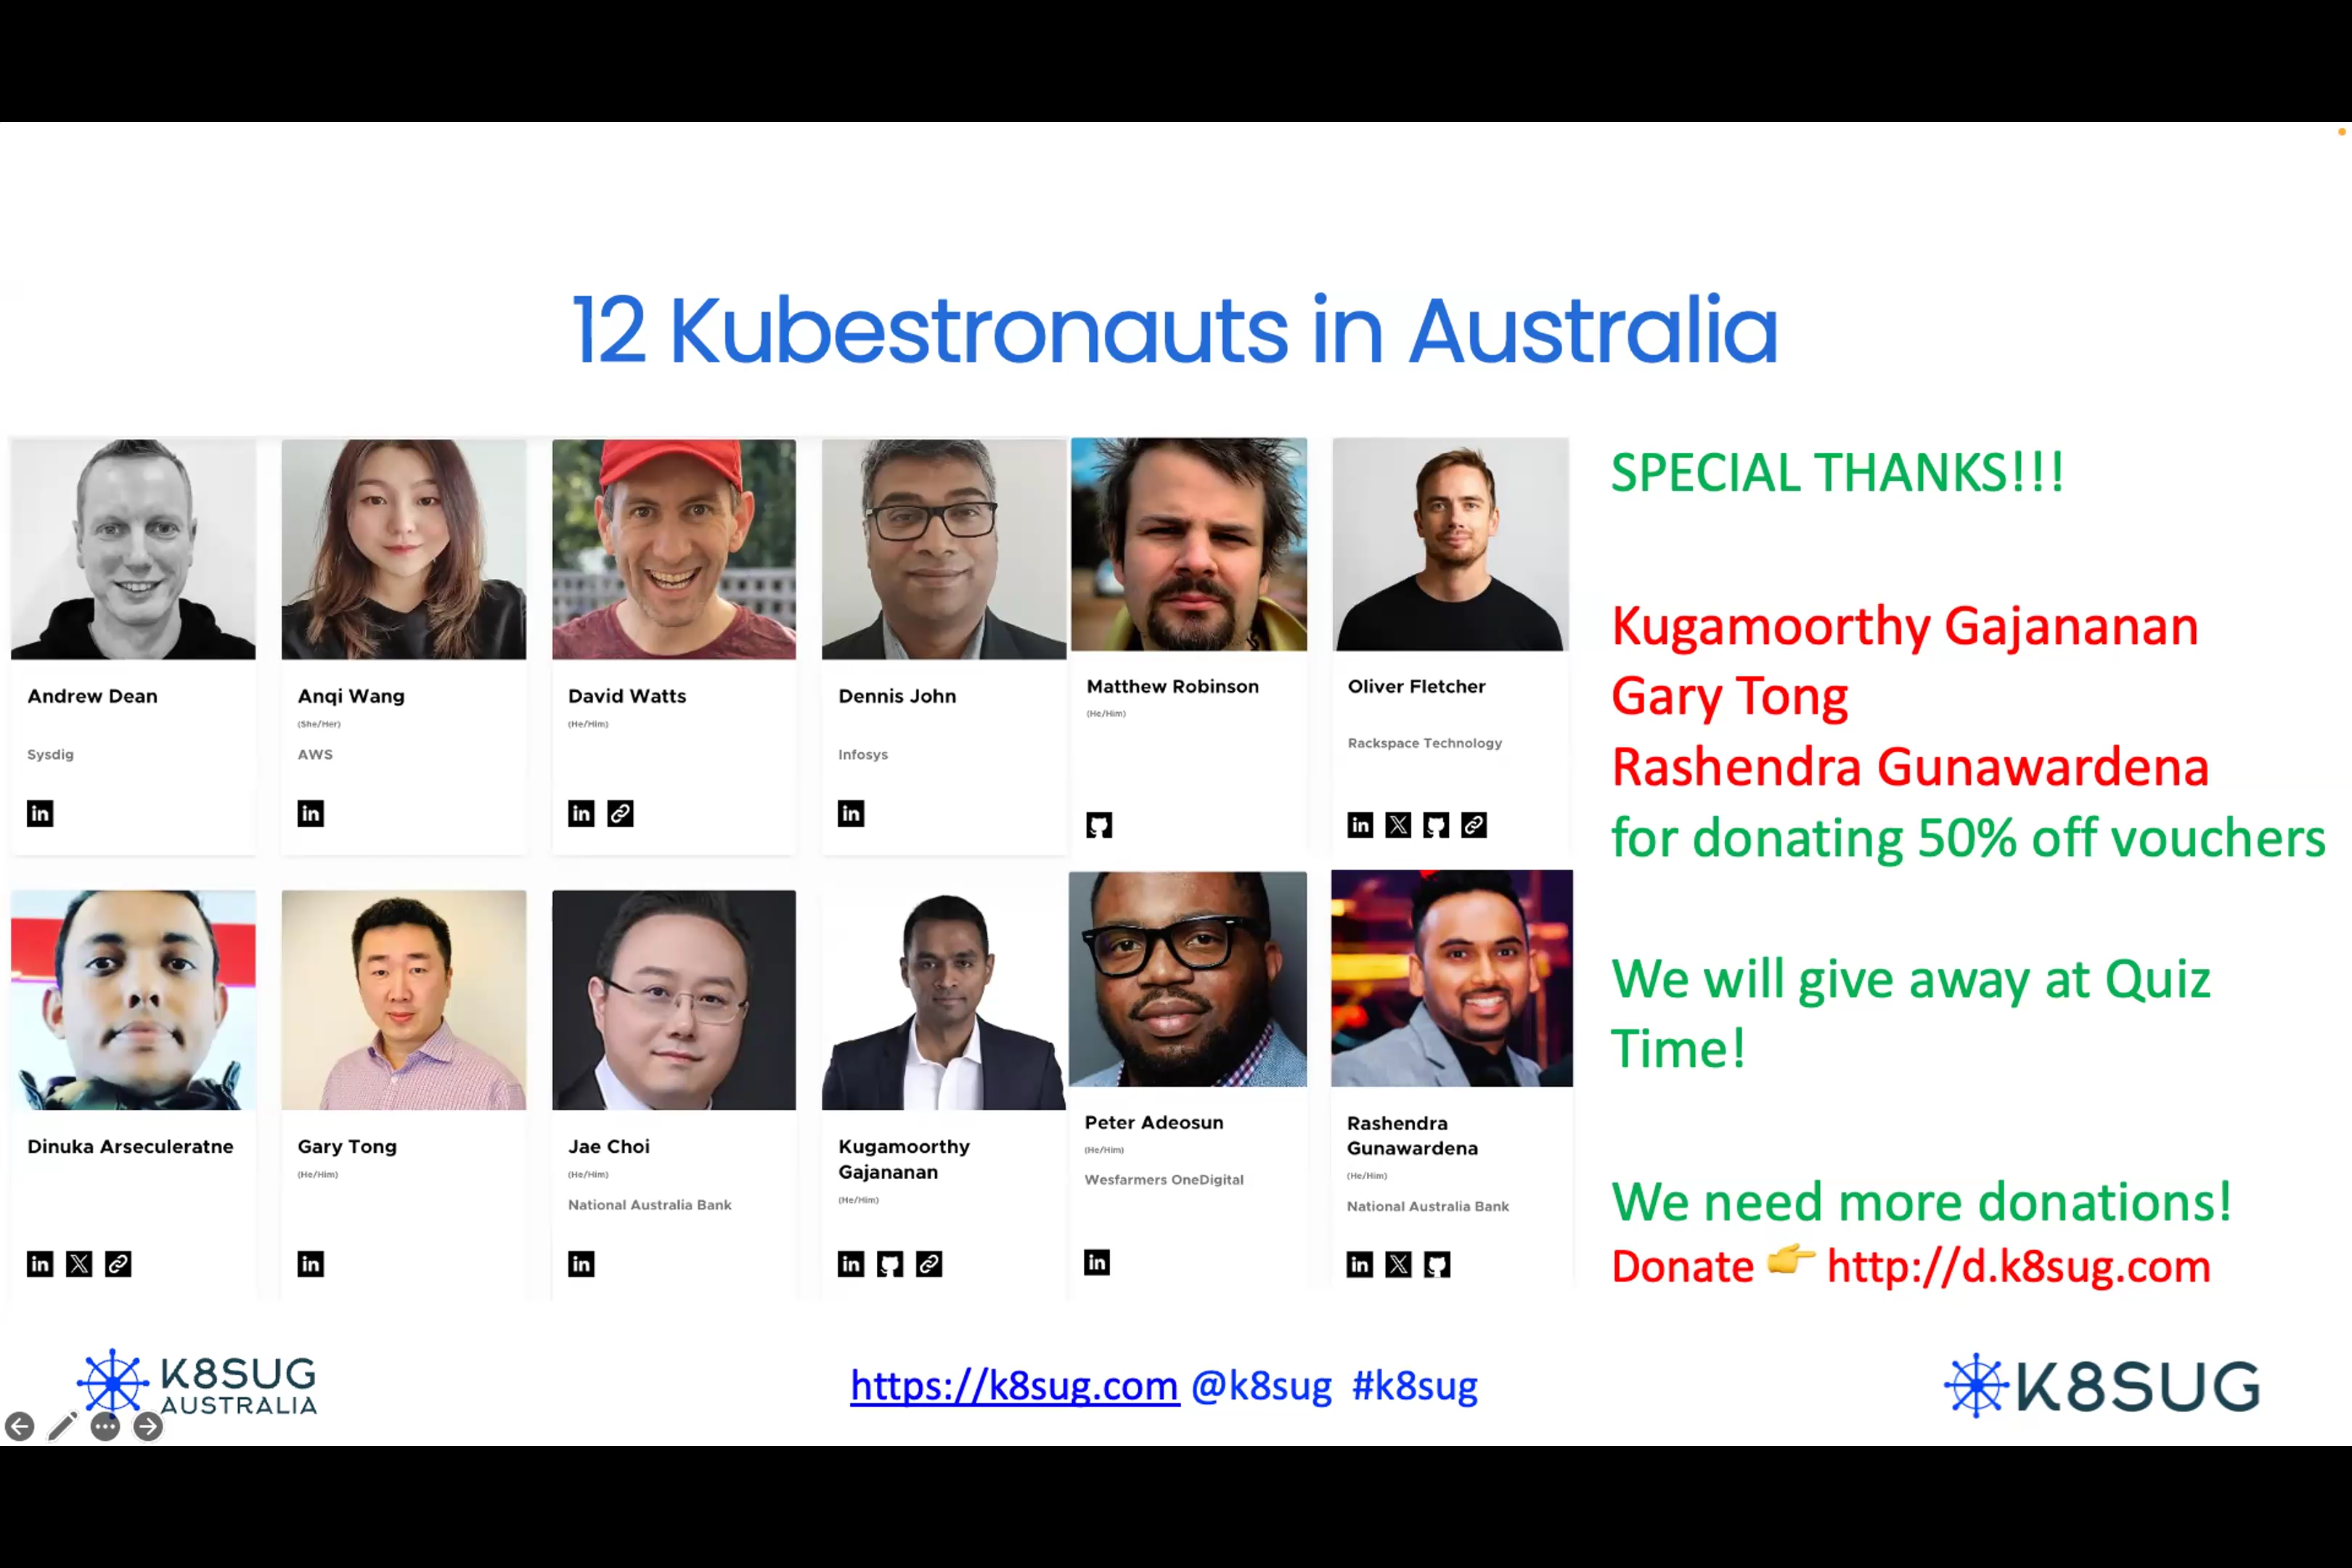 12 Kubestronauts in Australia
Andrew Dean
Sysdig
Anqi Wang
(She/Her)
AWS
David Watts
(He/Him)
Dennis John
Infosys
Matthew Robinson
(He/Him)
Oliver Fletcher
Rackspace Technology
Dinuka Arseculeratne
Gary Tong
(He/Him)
Jae Choi
(He/Him)
National Australia Bank
Kugamoorthy
Gajananan
(He/Him)
Peter Adeosun
(He/Him)
Wesfarmers OneDigital
Rashendra
Gunawardena
(He/Him)
National Australia Bank
SPECIAL THANKS!!!
Kugamoorthy Gajananan
Gary Tong
Rashendra Gunawardena
for donating 50% off vouchers
We will give away at Quiz
Time!
We need more donations!
Donate 👉 http://d.k8sug.com
K8SUG
AUSTRALIA
https://k8sug.com @k8sug #k8sug
K8SUG